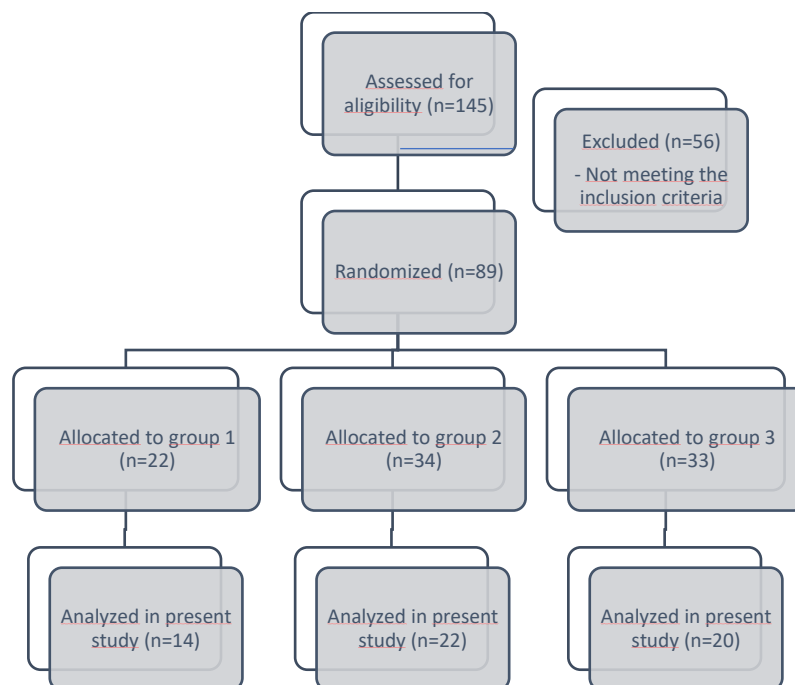 Assessed for
aligibility (n=145)
Excluded (n=56)
- Not meeting the
inclusion criteria
Randomized (n=89)
Allocated to group 1
(n=22)
Allocated to group 2
(n=34)
Allocated to group 3
(n=33)
Analyzed in present
study (n=14)
Analyzed in present
study (n=22)
Analyzed in present
study (n=20)